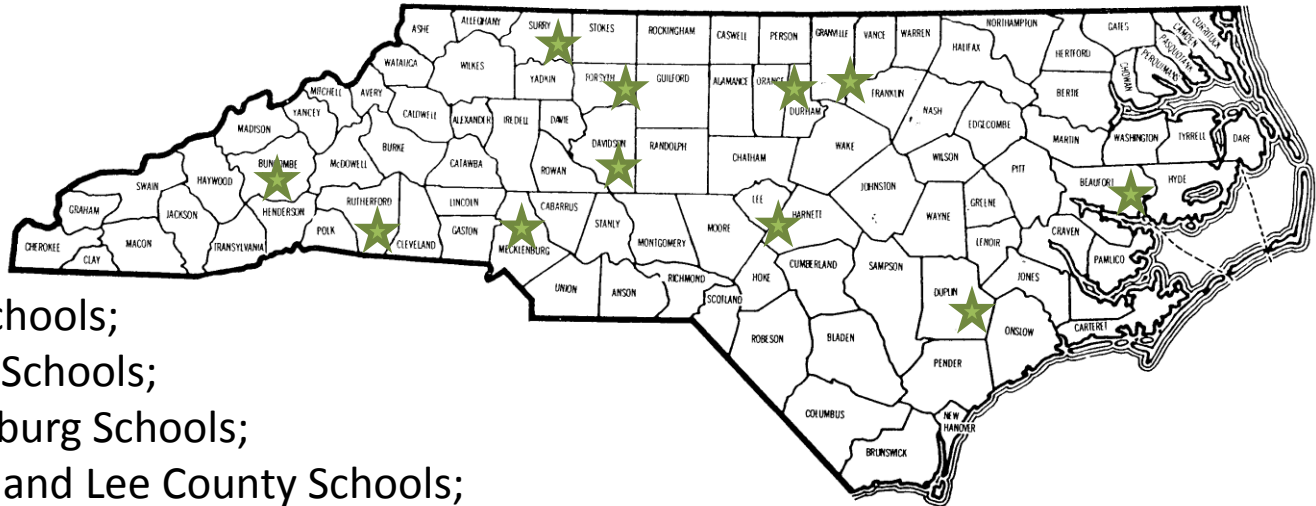 ASHE
ALLEGHANY
SURRY
STOKES
ROCKINGHAM
CASWELL
PERSON
GRANVILLE
VANCE
WARREN
NORTHAMPTON
GATES
CURRITUCK
CAMDEN
PASQUOTANK
PERQUIMANS
CHOWAN
HERTFORD
HALIFAX
WATAUGA
WILKES
YADKIN
FORSYTH
GUILFORD
ALAMANCE
ORANGE
DURHAM
FRANKLIN
NASH
EDGECOMBE
BERTIE
MITCHELL
AVERY
YANCEY
CALDWELL
ALEXANDER
IREDELL
DAVIE
DAVIDSON
RANDOLPH
CHATHAM
WAKE
WILSON
MARTIN
WASHINGTON
TYRRELL
DARE
MADISON
BURKE
McDOWELL
CATAWBA
ROWAN
JOHNSTON
PITT
BEAUFORT
HYDE
BUNCOMBE
HAYWOOD
SWAIN
GRAHAM
JACKSON
HENDERSON
RUTHERFORD
LINCOLN
CABARRUS
STANLY
MONTGOMERY
MOORE
LEE
HARNETT
WAYNE
GREENE
LENOIR
CRAVEN
PAMLICO
CHEROKEE
CLAY
MACON
TRANSYLVANIA
POLK
CLEVELAND
GASTON
MECKLENBURG
UNION
ANSON
RICHMOND
SCOTLAND
HOKE
CUMBERLAND
SAMPSON
DUPLIN
JONES
ONSLOW
CARTERET
ROBESON
BLADEN
PENDER
COLUMBUS
NEW
HANOVER
BRUNSWICK
chools;
Schools;
burg Schools;
and Lee County Schools;